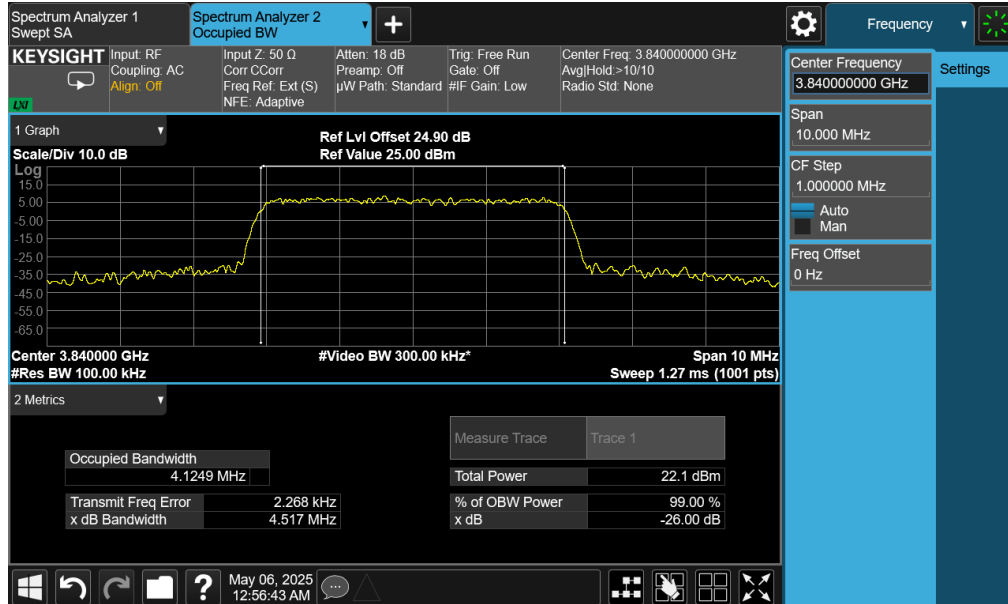 Spectrum Analyzer 1
Swept SA
Spectrum Analyzer 2
Occupied BW
Frequency
KEYSIGHT
LXI
Input: RF
Coupling: AC
Align: Off
Input Z: 50 Ω
Corr CCorr
Freq Ref: Ext (S)
NFE: Adaptive
Atten: 18 dB
Preamp: Off
µW Path: Standard
Trig: Free Run
Gate: Off
#IF Gain: Low
Center Freq: 3.840000000 GHz
Avg|Hold:>10/10
Radio Std: None
1 Graph
Scale/Div 10.0 dB
Ref Lvl Offset 24.90 dB
Ref Value 25.00 dBm
Log
15.0
5.00
-5.00
-15.0
-25.0
-35.0
-45.0
-55.0
-65.0
Center 3.840000 GHz
#Video BW 300.00 kHz*
Span 10 MHz
#Res BW 100.00 kHz
Sweep 1.27 ms (1001 pts)
2 Metrics
Measure Trace Trace 1
Occupied Bandwidth
4.1249 MHz
Total Power 22.1 dBm
Transmit Freq Error 2.268 kHz
% of OBW Power 99.00 %
x dB Bandwidth 4.517 MHz
x dB -26.00 dB
May 06, 2025
12:56:43 AM
Center Frequency
3.840000000 GHz
Settings
Span
10.000 MHz
CF Step
1.000000 MHz
Auto
Man
Freq Offset
0 Hz